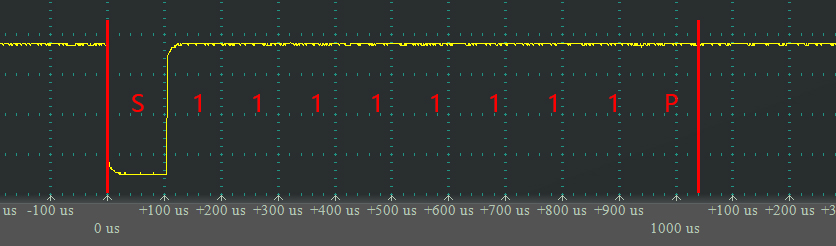 S 1 1 1 1 1 1 1 1 P
us -100 us +100 us +200 us +300 us +400 us +500 us +600 us +700 us +800 us +900 us +100 us +200 us +3
0 us 1000 us